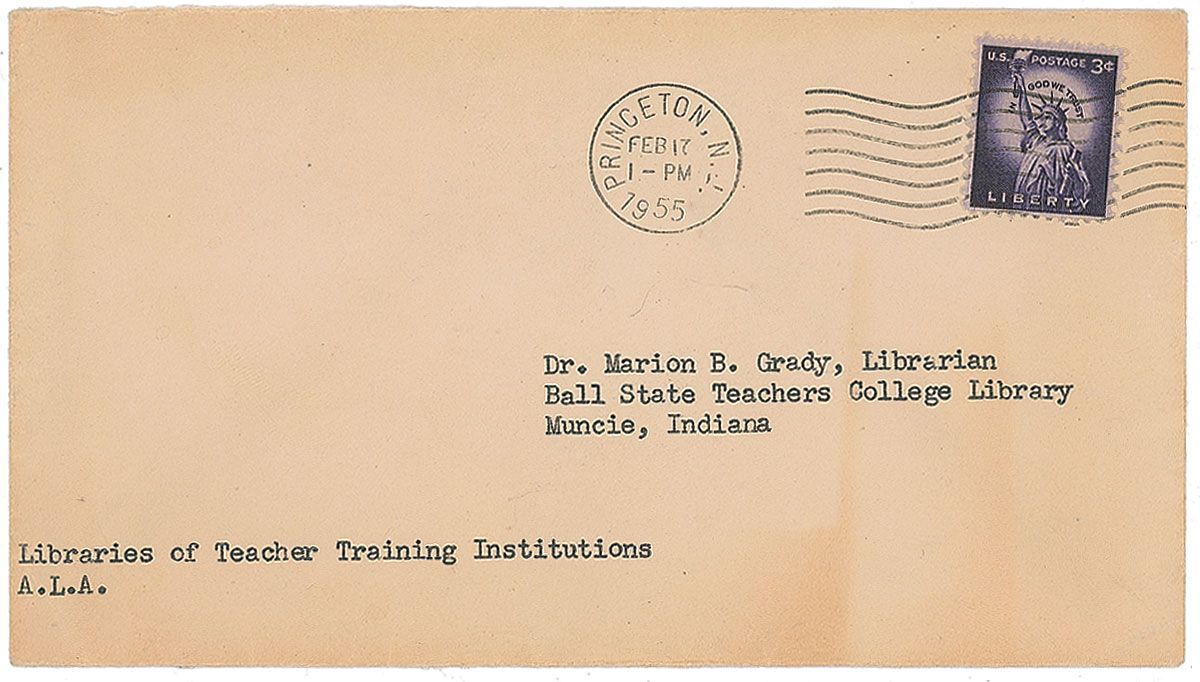 PRINCETON, N.J.
FEB 17
1 - PM
1955
U.S. POSTAGE 3¢
IN GOD WE TRUST
LIBERTY
Dr. Marion B. Grady, Librarian
Ball State Teachers College Library
Muncie, Indiana
Libraries of Teacher Training Institutions
A.L.A.